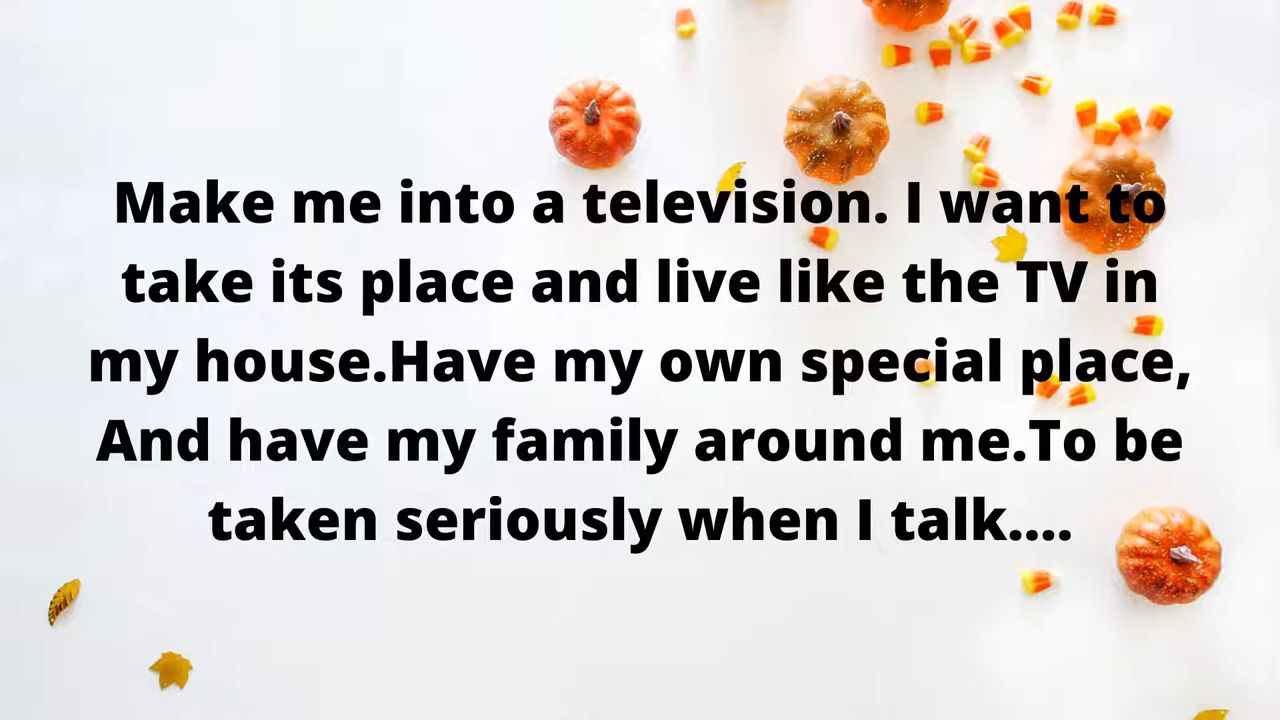 Make me into a television. I want to
take its place and live like the TV in
my house.Have my own special place,
And have my family around me.To be
taken seriously when I talk....